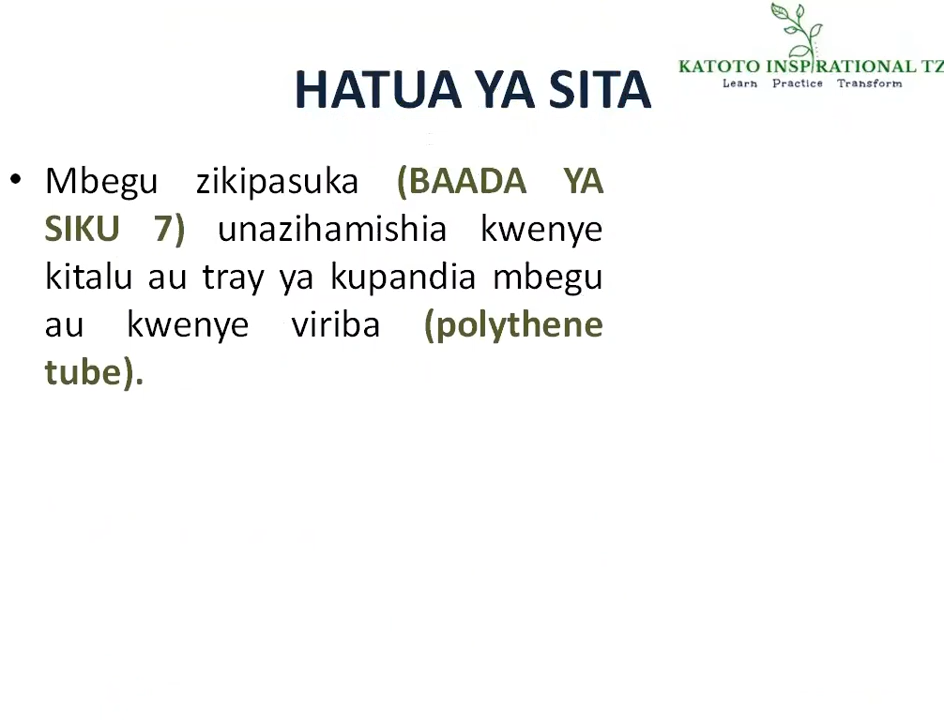 KATOTO INSPIRATIONAL TZ
Learn Practice Transform
HATUA YA SITA
• Mbegu zikipasuka (BAADA YA
SIKU 7) unazihamishia kwenye
kitalu au tray ya kupandia mbegu
au kwenye viriba (polythene
tube).